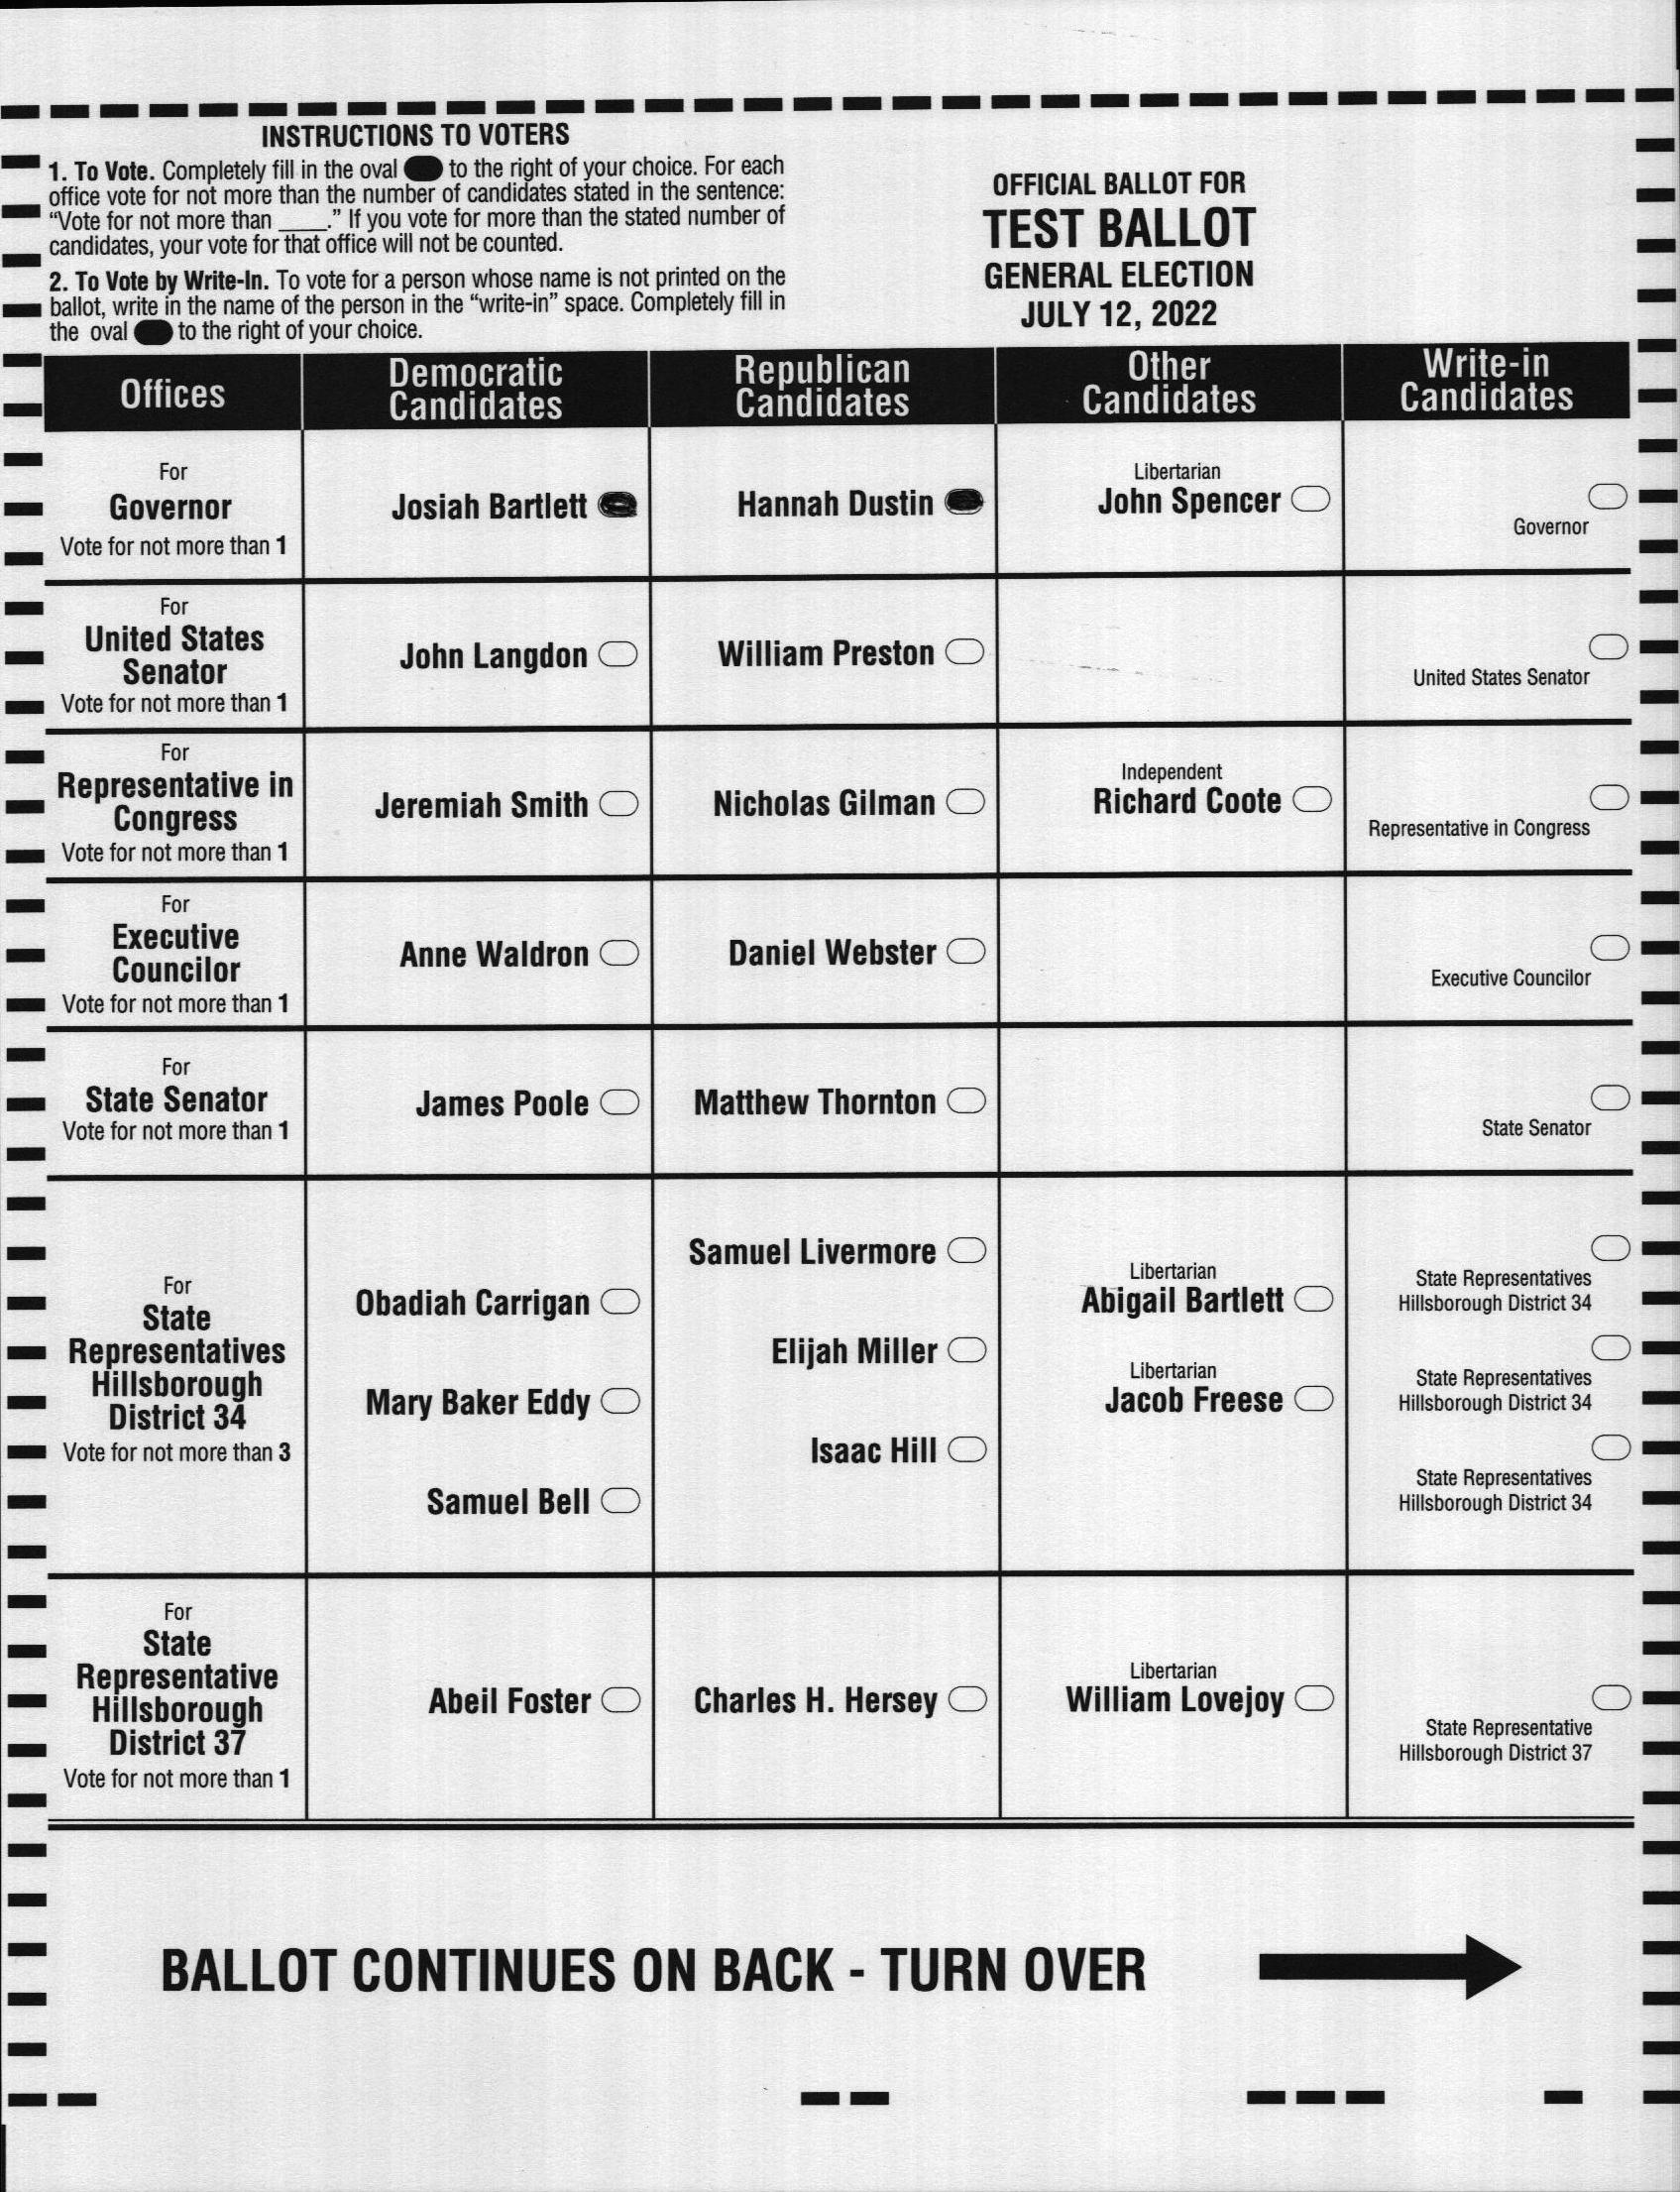 INSTRUCTIONS TO VOTERS
1. To Vote. Completely fill in the oval to the right of your choice. For each
office vote for not more than the number of candidates stated in the sentence:
“Vote for not more than ____.” If you vote for more than the stated number of
candidates, your vote for that office will not be counted.
2. To Vote by Write-In. To vote for a person whose name is not printed on the
ballot, write in the name of the person in the “write-in” space. Completely fill in
the oval to the right of your choice.
OFFICIAL BALLOT FOR
TEST BALLOT
GENERAL ELECTION
JULY 12, 2022
Offices
Democratic
Candidates
Republican
Candidates
Other
Candidates
Write-in
Candidates
For
Governor
Vote for not more than 1
Josiah Bartlett
Hannah Dustin
Libertarian
John Spencer
Governor
For
United States
Senator
Vote for not more than 1
John Langdon
William Preston
United States Senator
For
Representative in
Congress
Vote for not more than 1
Jeremiah Smith
Nicholas Gilman
Independent
Richard Coote
Representative in Congress
For
Executive
Councilor
Vote for not more than 1
Anne Waldron
Daniel Webster
Executive Councilor
For
State Senator
Vote for not more than 1
James Poole
Matthew Thornton
State Senator
For
State
Representatives
Hillsborough
District 34
Vote for not more than 3
Obadiah Carrigan
Mary Baker Eddy
Samuel Bell
Samuel Livermore
Elijah Miller
Isaac Hill
Libertarian
Abigail Bartlett
Libertarian
Jacob Freese
State Representatives
Hillsborough District 34
State Representatives
Hillsborough District 34
State Representatives
Hillsborough District 34
For
State
Representative
Hillsborough
District 37
Vote for not more than 1
Abeil Foster
Charles H. Hersey
Libertarian
William Lovejoy
State Representative
Hillsborough District 37
BALLOT CONTINUES ON BACK - TURN OVER